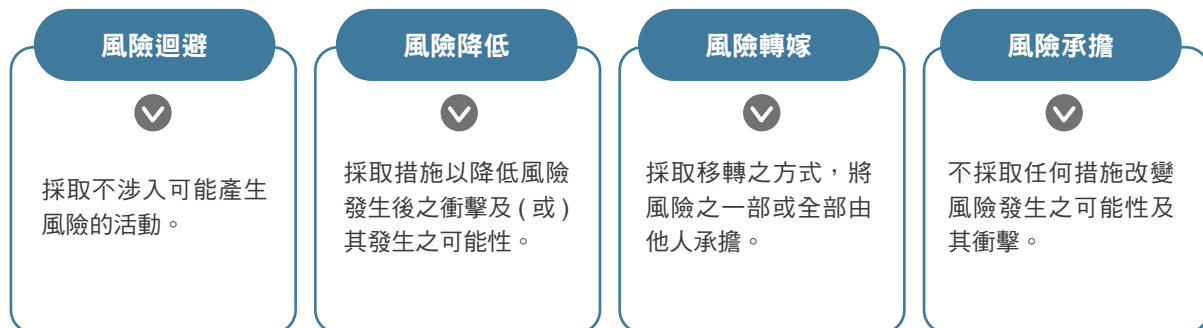 風險迴避
採取不涉入可能產生
風險的活動。
風險降低
採取措施以降低風險
發生後之衝擊及 ( 或 )
其發生之可能性。
風險轉嫁
採取移轉之方式，將
風險之一部或全部由
他人承擔。
風險承擔
不採取任何措施改變
風險發生之可能性及
其衝擊。